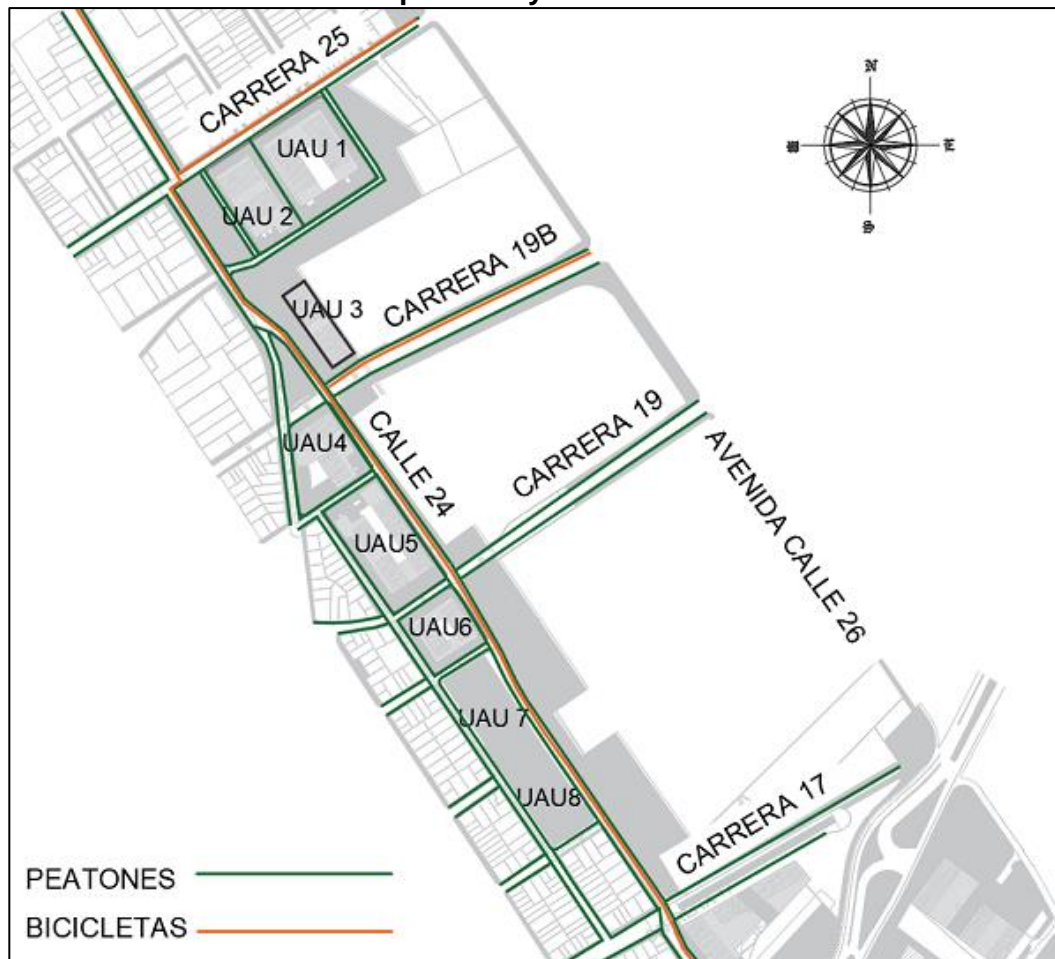 CARRERA 25
UAU 1
UAU 2
UAU 3
CARRERA 19B
UAU4
CALLE 24
CARRERA 19
AVENIDA CALLE 26
UAU5
UAU6
UAU 7
UAU8
CARRERA 17
PEATONES
BICICLETAS